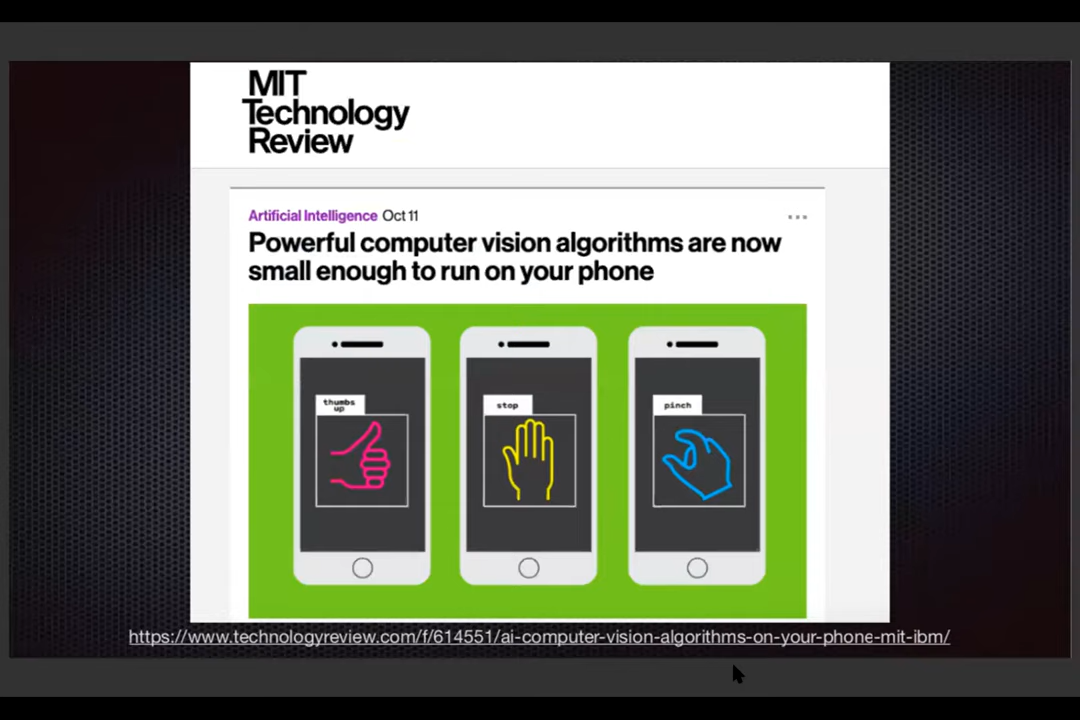 MIT
Technology
Review
Artificial Intelligence Oct 11
Powerful computer vision algorithms are now
small enough to run on your phone
thumbs
up
stop
pinch
https://www.technologyreview.com/f/614551/ai-computer-vision-algorithms-on-your-phone-mit-ibm/